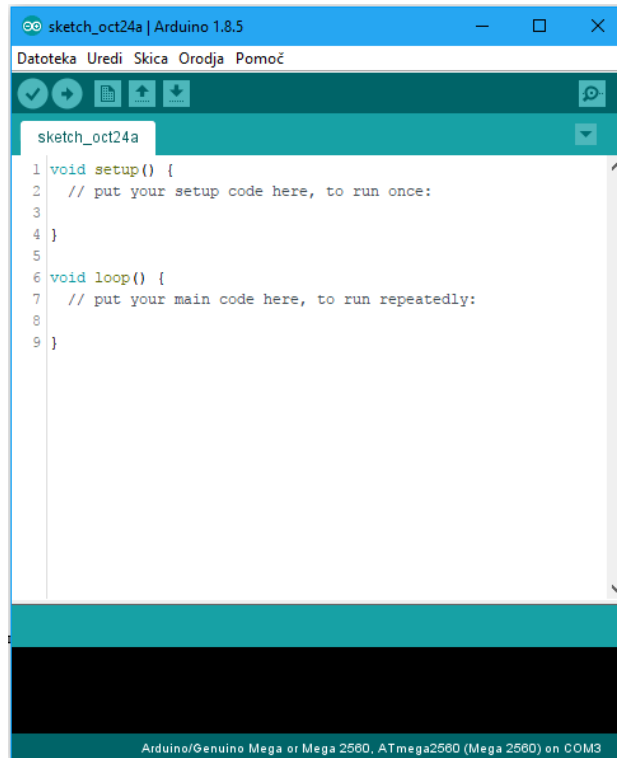 sketch_oct24a | Arduino 1.8.5
Datoteka Uredi Skica Orodja Pomoč
sketch_oct24a
1 void setup() {
2   // put your setup code here, to run once:
3
4 }
5
6 void loop() {
7   // put your main code here, to run repeatedly:
8
9 }
Arduino/Genuino Mega or Mega 2560, ATmega2560 (Mega 2560) on COM3